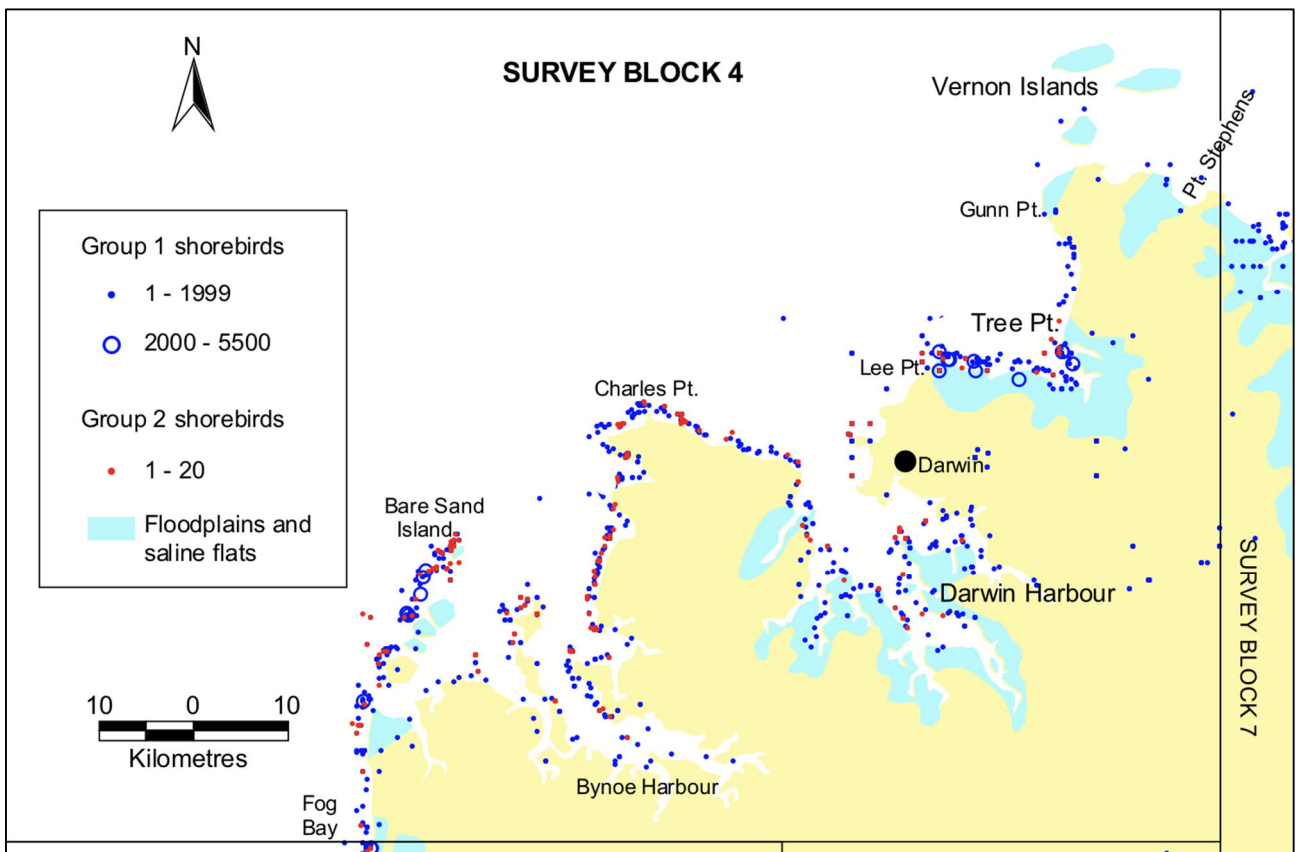 N
SURVEY BLOCK 4
Vernon Islands
Pt. Stephens
Gunn Pt.
Group 1 shorebirds
1 - 1999
2000 - 5500
Group 2 shorebirds
1 - 20
Floodplains and
saline flats
Tree Pt.
Lee Pt.
Charles Pt.
Darwin
Bare Sand
Island
Darwin Harbour
SURVEY BLOCK 7
10 0 10
Kilometres
Bynoe Harbour
Fog
Bay